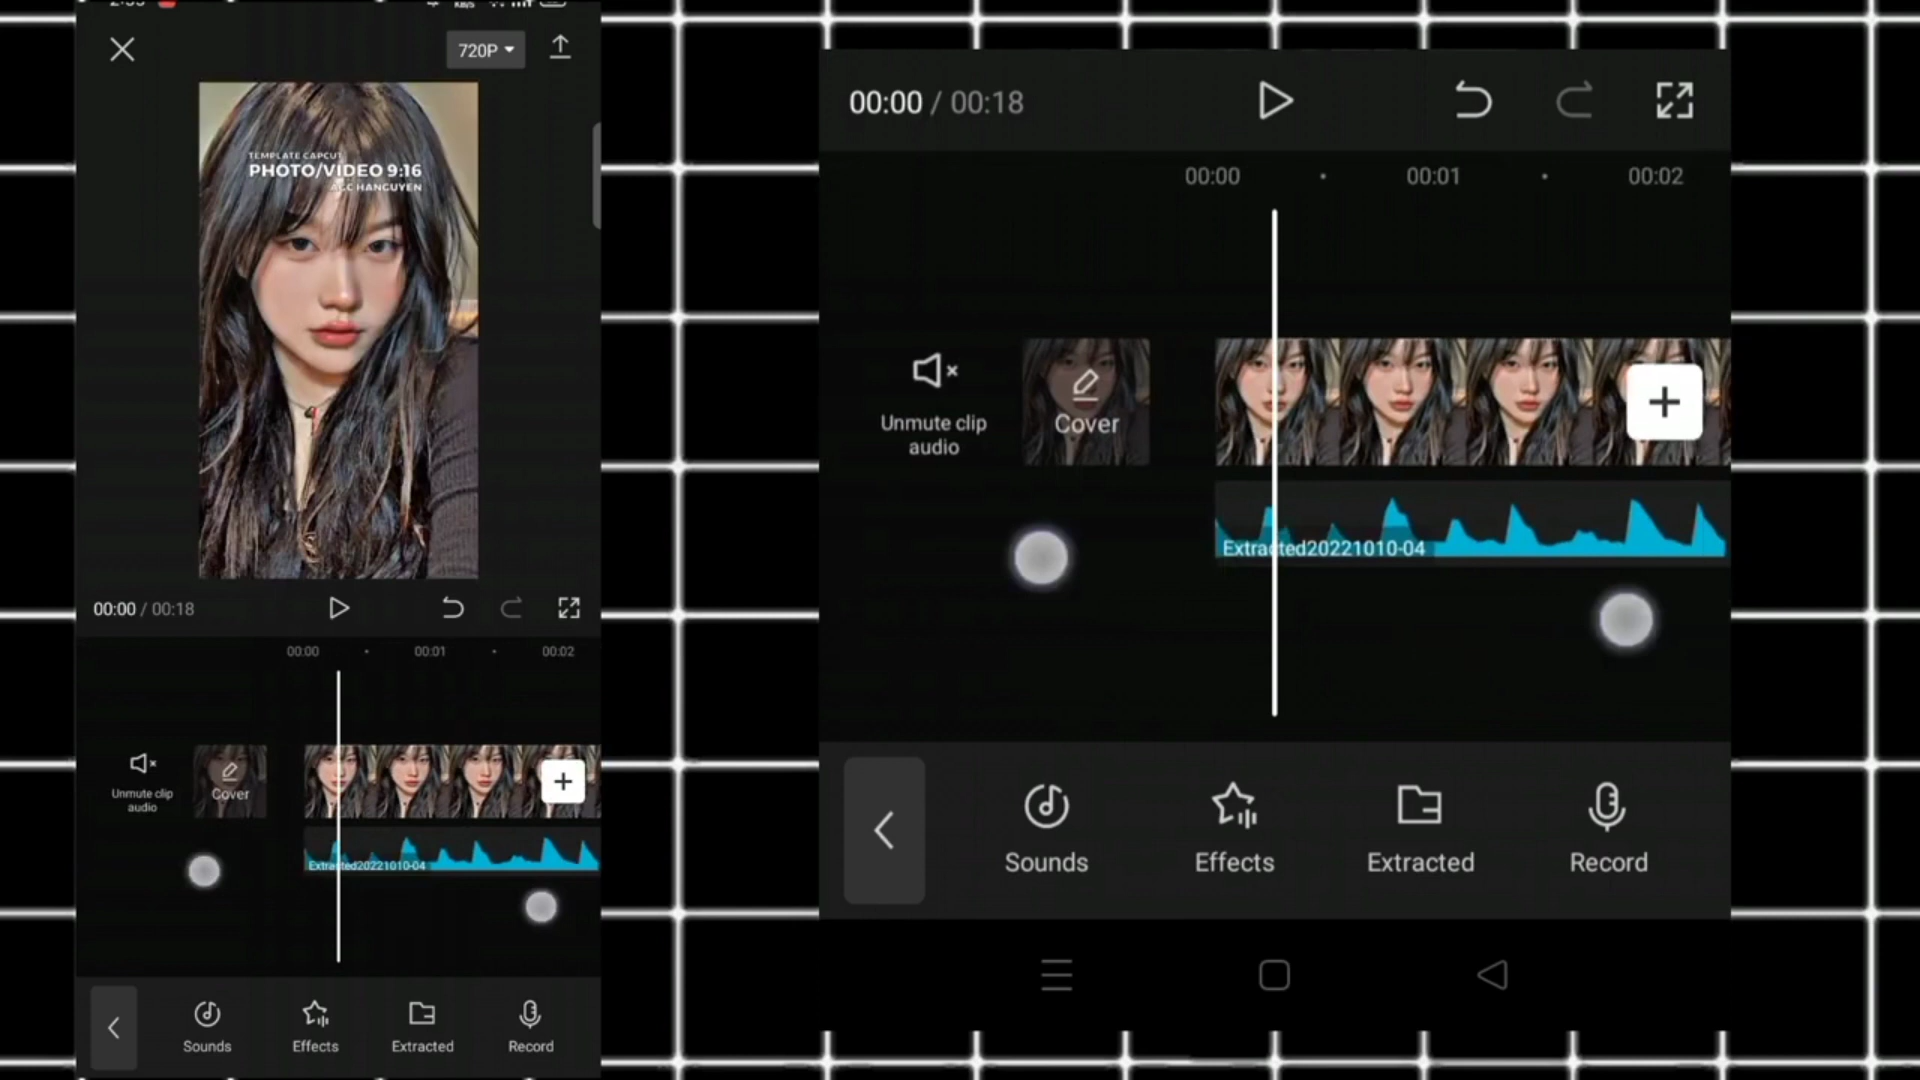 720P
TEMPLATE CAPCUT
PHOTO/VIDEO 9:16
ACC HANGUYEN
00:00 / 00:18
00:00
00:01
00:02
Unmute clip
audio
Cover
Extracted20221010-04
Sounds
Effects
Extracted
Record
00:00 / 00:18
00:00
00:01
00:02
Unmute clip
audio
Cover
Extracted20221010-04
Sounds
Effects
Extracted
Record